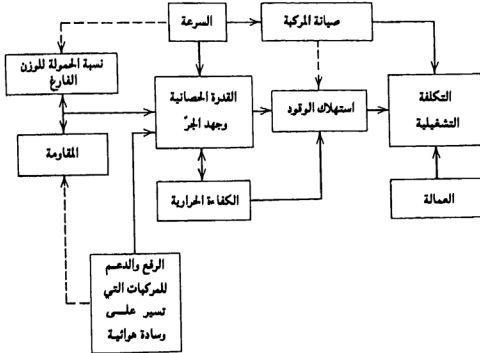 السرعة
صيانة المركبة
نسبة الحمولة للوزن
الفارغ
القدرة الحصانية
وجهد الجرّ
استهلاك الوقود
التكلفة
التشغيلية
المقاومة
الكفاءة الحرارية
العمالة
الرفع والدعم
للمركبات التي
تسير على
وسادة هوائية